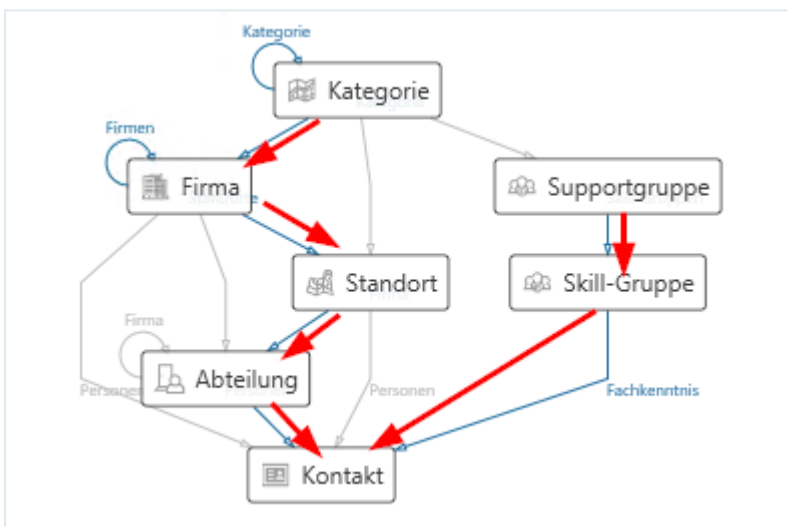 Kategorie
Kategorie
Firmen
Firma
Supportgruppe
Standort
Skill-Gruppe
Firma
Abteilung
Personen
Personen
Fachkenntnis
Kontakt